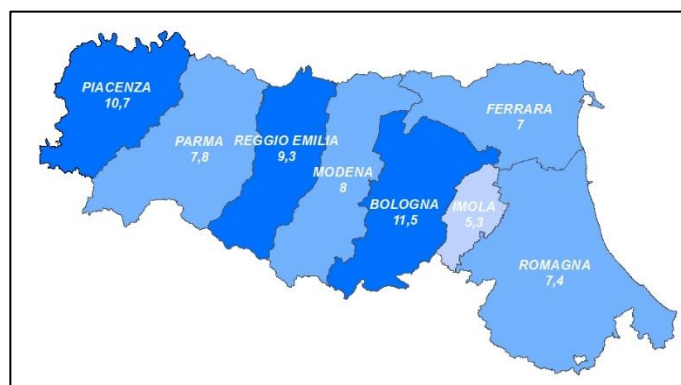 PIACENZA
10,7
PARMA
7,8
REGGIO EMILIA
9,3
MODENA
8
BOLOGNA
11,5
IMOLA
5,3
FERRARA
7
ROMAGNA
7,4